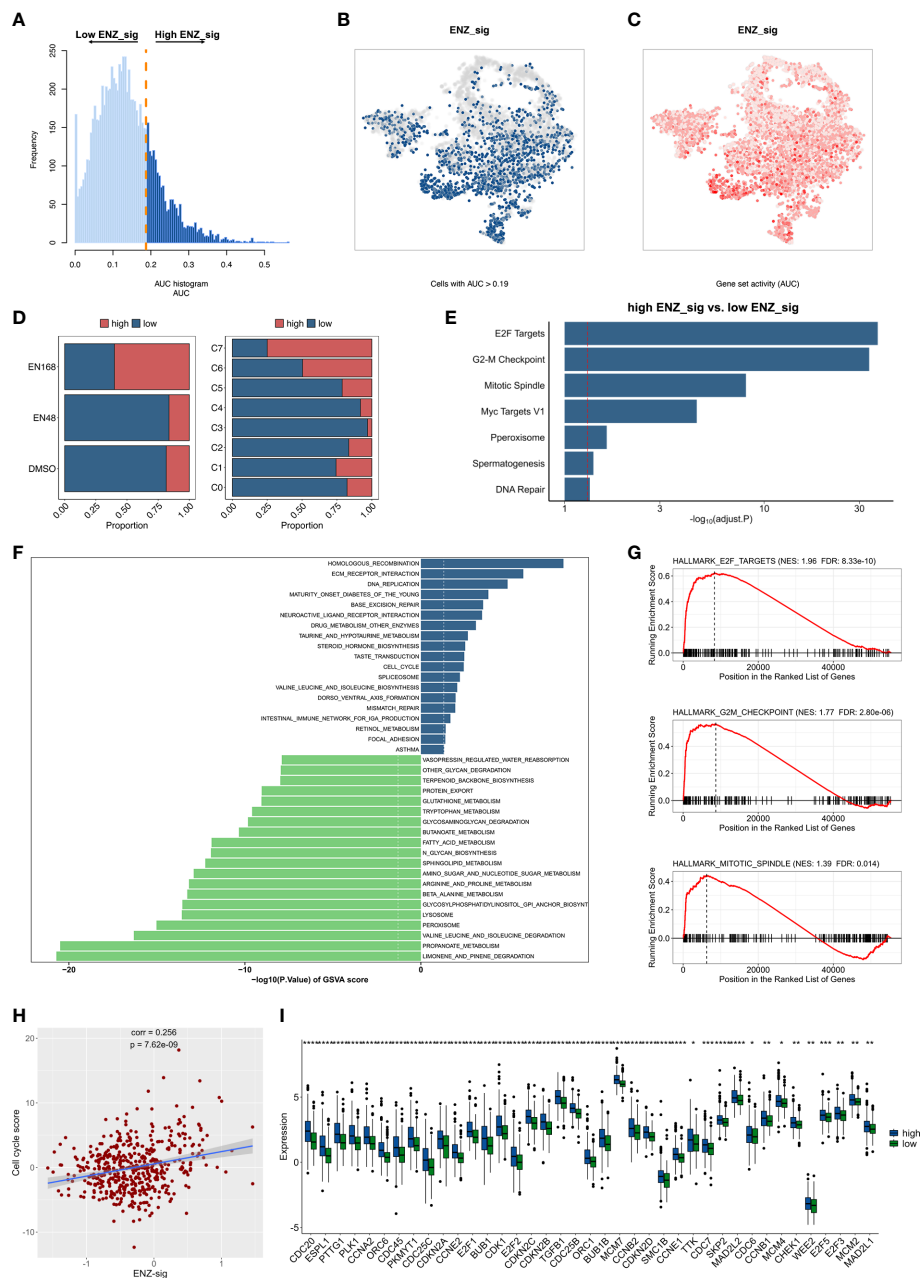 A
Low ENZ_sig
High ENZ_sig
Frequency
250
200
150
100
50
0
0.0
0.1
0.2
0.3
0.4
0.5
AUC histogram
AUC
B
ENZ_sig
Cells with AUC > 0.19
C
ENZ_sig
Gene set activity (AUC)
D
high
low
EN168
EN48
DMSO
0.00
0.25
0.50
0.75
1.00
Proportion
high
low
C7
C6
C5
C4
C3
C2
C1
C0
0.00
0.25
0.50
0.75
1.00
Proportion
E
high ENZ_sig vs. low ENZ_sig
E2F Targets
G2-M Checkpoint
Mitotic Spindle
Myc Targets V1
Pperoxisome
Spermatogenesis
DNA Repair
1
3
10
30
-log10(adjust.P)
F
HOMOLOGOUS_RECOMBINATION
ECM_RECEPTOR_INTERACTION
DNA_REPLICATION
MATURITY_ONSET_DIABETES_OF_THE_YOUNG
BASE_EXCISION_REPAIR
NEUROACTIVE_LIGAND_RECEPTOR_INTERACTION
DRUG_METABOLISM_OTHER_ENZYMES
TAURINE_AND_HYPOTAURINE_METABOLISM
STEROID_HORMONE_BIOSYNTHESIS
TASTE_TRANSDUCTION
CELL_CYCLE
SPLICEOSOME
VALINE_LEUCINE_AND_ISOLEUCINE_BIOSYNTHESIS
DORSO_VENTRAL_AXIS_FORMATION
MISMATCH_REPAIR
INTESTINAL_IMMUNE_NETWORK_FOR_IGA_PRODUCTION
RETINOL_METABOLISM
FOCAL_ADHESION
ASTHMA
VASOPRESSIN_REGULATED_WATER_REABSORPTION
OTHER_GLYCAN_DEGRADATION
TERPENOID_BACKBONE_BIOSYNTHESIS
PROTEIN_EXPORT
GLUTATHIONE_METABOLISM
TRYPTOPHAN_METABOLISM
GLYCOSAMINOGLYCAN_DEGRADATION
BUTANOATE_METABOLISM
FATTY_ACID_METABOLISM
N_GLYCAN_BIOSYNTHESIS
SPHINGOLIPID_METABOLISM
AMINO_SUGAR_AND_NUCLEOTIDE_SUGAR_METABOLISM
ARGININE_AND_PROLINE_METABOLISM
BETA_ALANINE_METABOLISM
GLYCOSYLPHOSPHATIDYLINOSITOL_GPI_ANCHOR_BIOSYNT
LYSOSOME
PEROXISOME
VALINE_LEUCINE_AND_ISOLEUCINE_DEGRADATION
PROPANOATE_METABOLISM
LIMONENE_AND_PINENE_DEGRADATION
−20
−10
0
−log10(P.Value) of GSVA score
G
HALLMARK_E2F_TARGETS (NES: 1.96 FDR: 8.33e-10)
Running Enrichment Score
0.6
0.4
0.2
0.0
0
20000
40000
Position in the Ranked List of Genes
HALLMARK_G2M_CHECKPOINT (NES: 1.77 FDR: 2.80e-06)
Running Enrichment Score
0.4
0.2
0.0
0
20000
40000
Position in the Ranked List of Genes
HALLMARK_MITOTIC_SPINDLE (NES: 1.39 FDR: 0.014)
Running Enrichment Score
0.4
0.2
0.0
0
20000
40000
Position in the Ranked List of Genes
H
corr = 0.256
p = 7.62e-09
Cell cycle score
20
10
0
−10
−1
0
1
ENZ-sig
I
Expression
5
0
-5
high
low
CDC20
ESPL1
PTTG1
PLK1
CCNA2
ORC6
CDC45
PKMYT1
CDC25C
CDKN2A
CCNE2
E2F1
BUB1
CDK1
E2F2
CDKN2C
CDKN2B
TGFB1
CDC25B
ORC1
BUB1B
MCM7
CCNB2
CDKN2D
SMC1B
CCNE1
TTK
CDC7
SKP2
MAD2L2
CDC6
CCNB1
MCM4
CHEK1
WEE2
E2F5
E2F3
MCM2
MAD2L1